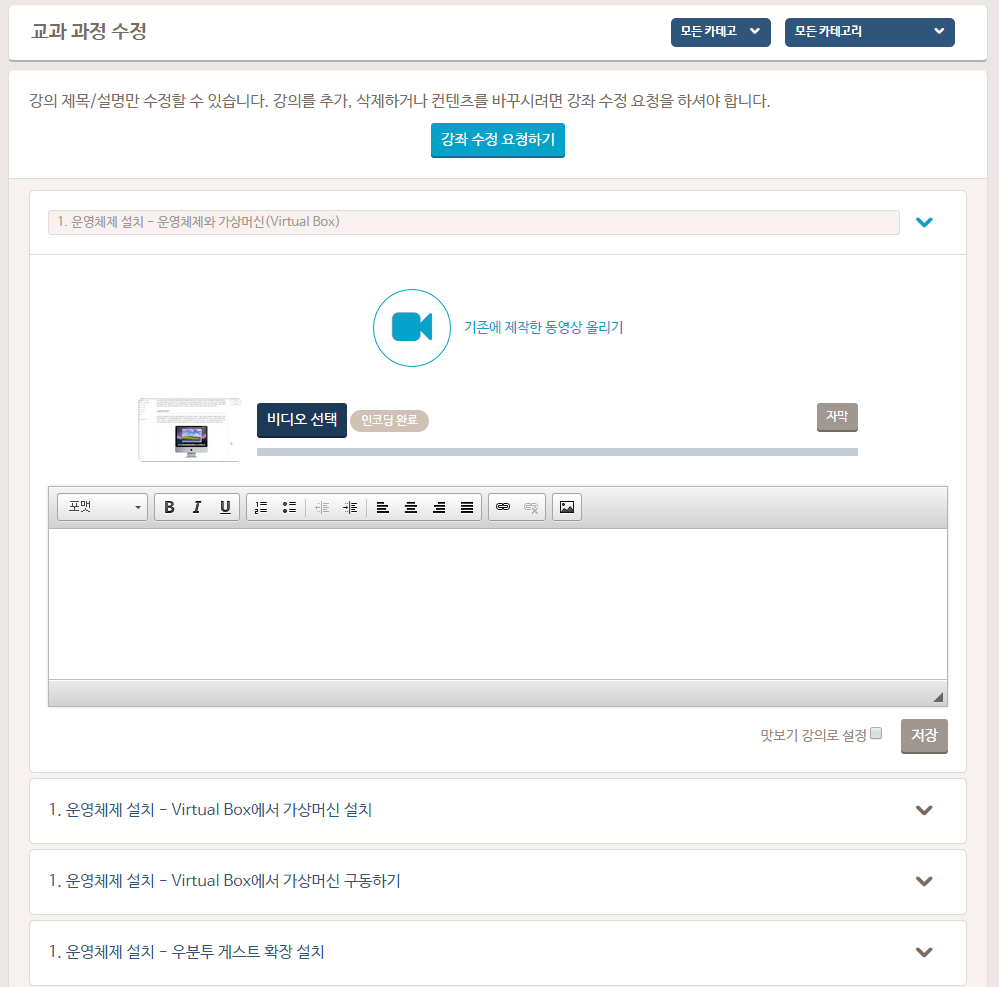 교과 과정 수정
모든 카테고
모든 카테고리
강의 제목/설명만 수정할 수 있습니다. 강의를 추가, 삭제하거나 컨텐츠를 바꾸시려면 강좌 수정 요청을 하셔야 합니다.
강좌 수정 요청하기
1. 운영체제 설치 - 운영체제와 가상머신(Virtual Box)
기존에 제작한 동영상 올리기
비디오 선택
인코딩 완료
자막
포맷
B I U
맛보기 강의로 설정
저장
1. 운영체제 설치 - Virtual Box에서 가상머신 설치
1. 운영체제 설치 - Virtual Box에서 가상머신 구동하기
1. 운영체제 설치 - 우분투 게스트 확장 설치